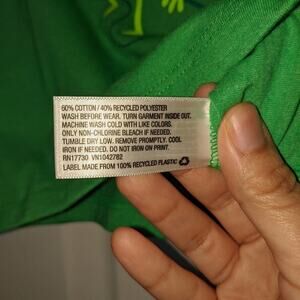 60% COTTON / 40% RECYCLED POLYESTER
WASH BEFORE WEAR. TURN GARMENT INSIDE OUT.
MACHINE WASH COLD WITH LIKE COLORS.
ONLY NON-CHLORINE BLEACH IF NEEDED.
TUMBLE DRY LOW. REMOVE PROMPTLY. COOL
IRON IF NEEDED. DO NOT IRON ON PRINT.
RN17730 VN1042782
LABEL MADE FROM 100% RECYCLED PLASTIC